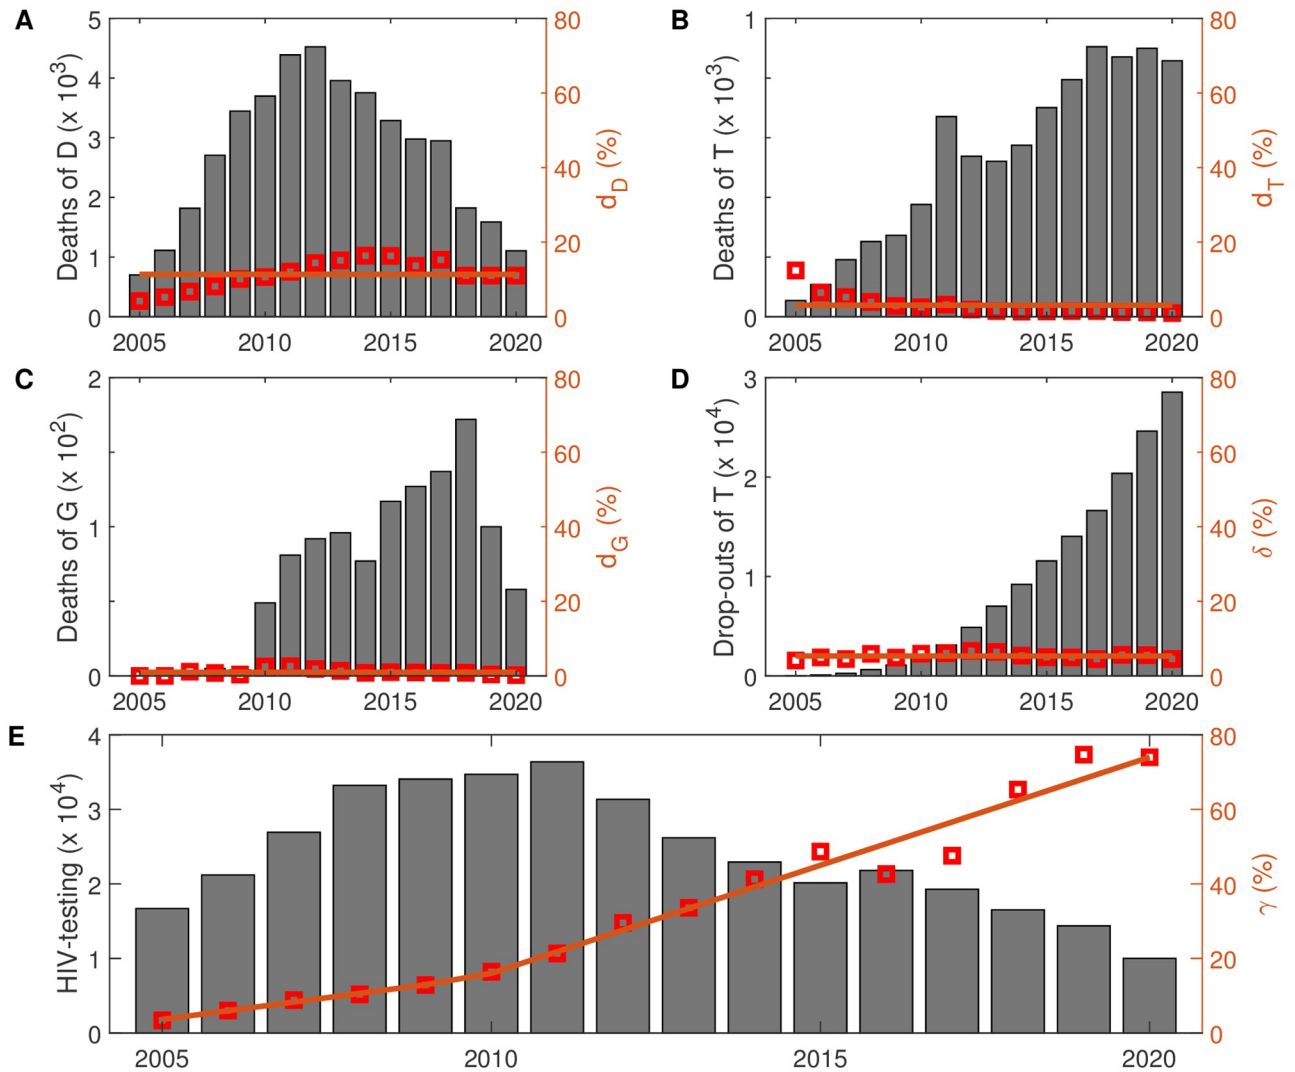 A
Deaths of D (x 10³)
5
4
3
2
1
0
2005 2010 2015 2020
80
60
40
20
0
d_D (%)
B
Deaths of T (x 10³)
1
0
2005 2010 2015 2020
80
60
40
20
0
d_T (%)
C
Deaths of G (x 10²)
2
1
0
2005 2010 2015 2020
80
60
40
20
0
d_G (%)
D
Drop-outs of T (x 10⁴)
3
2
1
0
2005 2010 2015 2020
80
60
40
20
0
δ (%)
E
HIV-testing (x 10⁴)
4
3
2
1
0
2005 2010 2015 2020
80
60
40
20
0
γ (%)